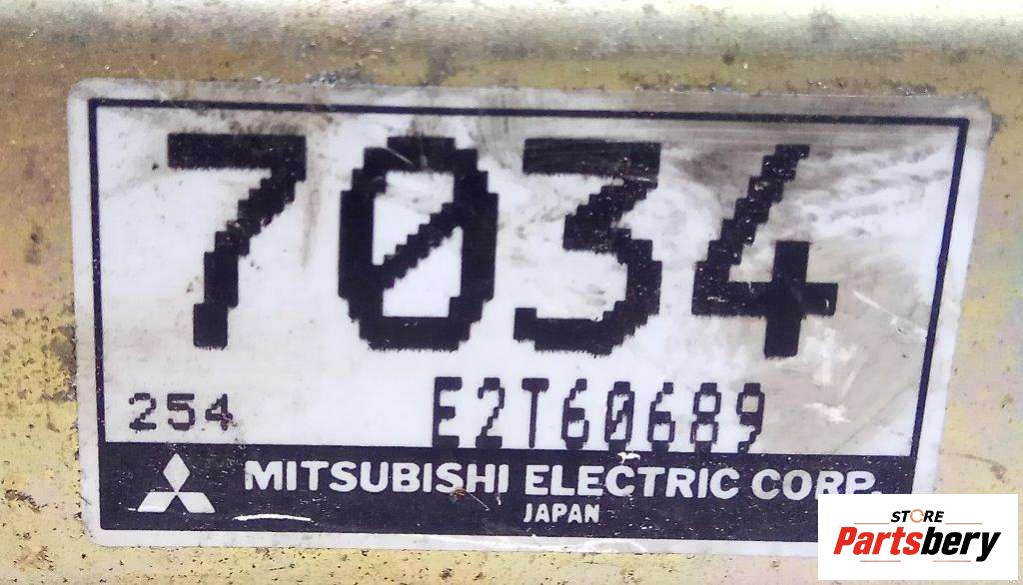 7034
254 E2T60689
MITSUBISHI ELECTRIC CORP.
JAPAN
STORE
Partsbery